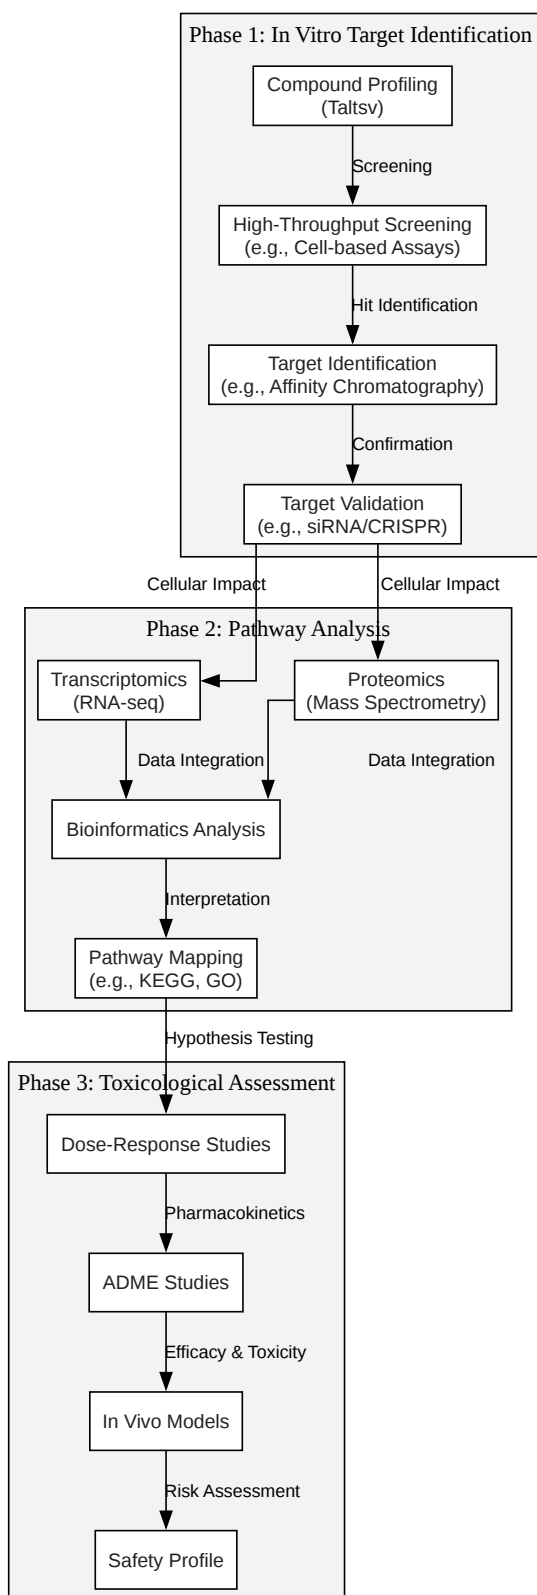 Phase 1: In Vitro Target Identification
Compound Profiling
(Taltsv)
Screening
High-Throughput Screening
(e.g., Cell-based Assays)
Hit Identification
Target Identification
(e.g., Affinity Chromatography)
Confirmation
Target Validation
(e.g., siRNA/CRISPR)
Cellular Impact
Cellular Impact
Phase 2: Pathway Analysis
Transcriptomics
(RNA-seq)
Proteomics
(Mass Spectrometry)
Data Integration
Data Integration
Bioinformatics Analysis
Interpretation
Pathway Mapping
(e.g., KEGG, GO)
Hypothesis Testing
Phase 3: Toxicological Assessment
Dose-Response Studies
Pharmacokinetics
ADME Studies
Efficacy & Toxicity
In Vivo Models
Risk Assessment
Safety Profile